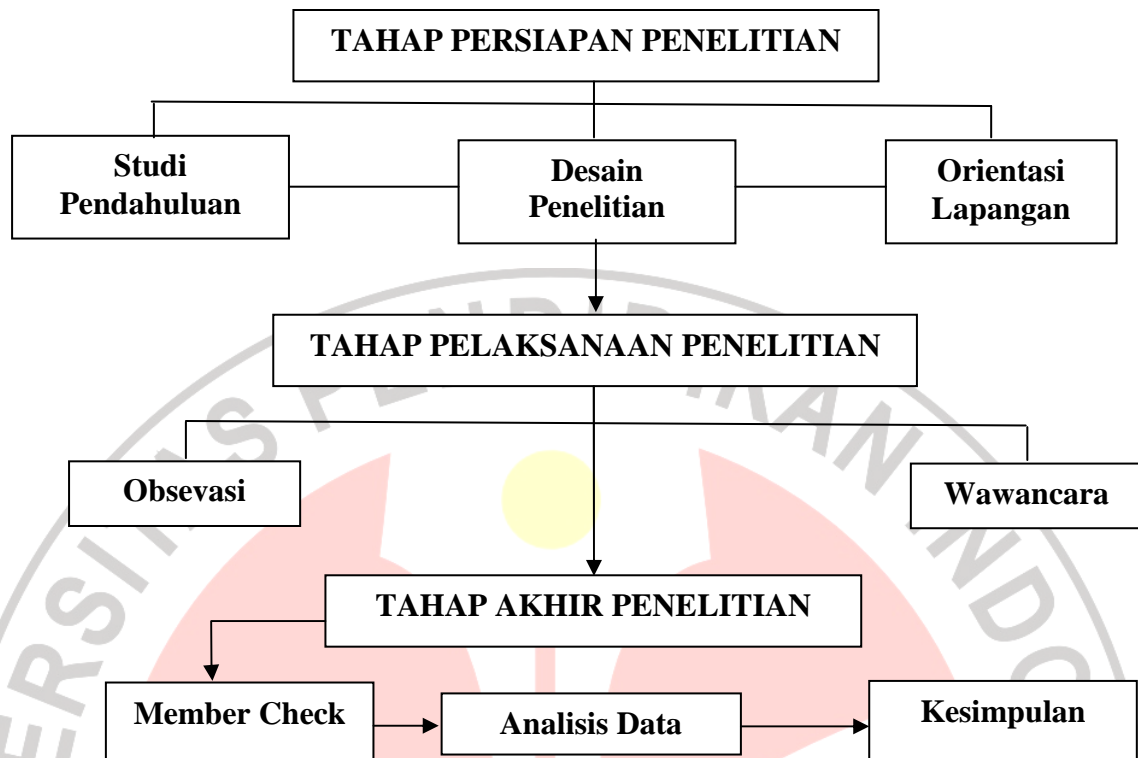 TAHAP PERSIAPAN PENELITIAN
Studi
Pendahuluan
Desain
Penelitian
Orientasi
Lapangan
TAHAP PELAKSANAAN PENELITIAN
Obsevasi
Wawancara
TAHAP AKHIR PENELITIAN
Member Check
Analisis Data
Kesimpulan